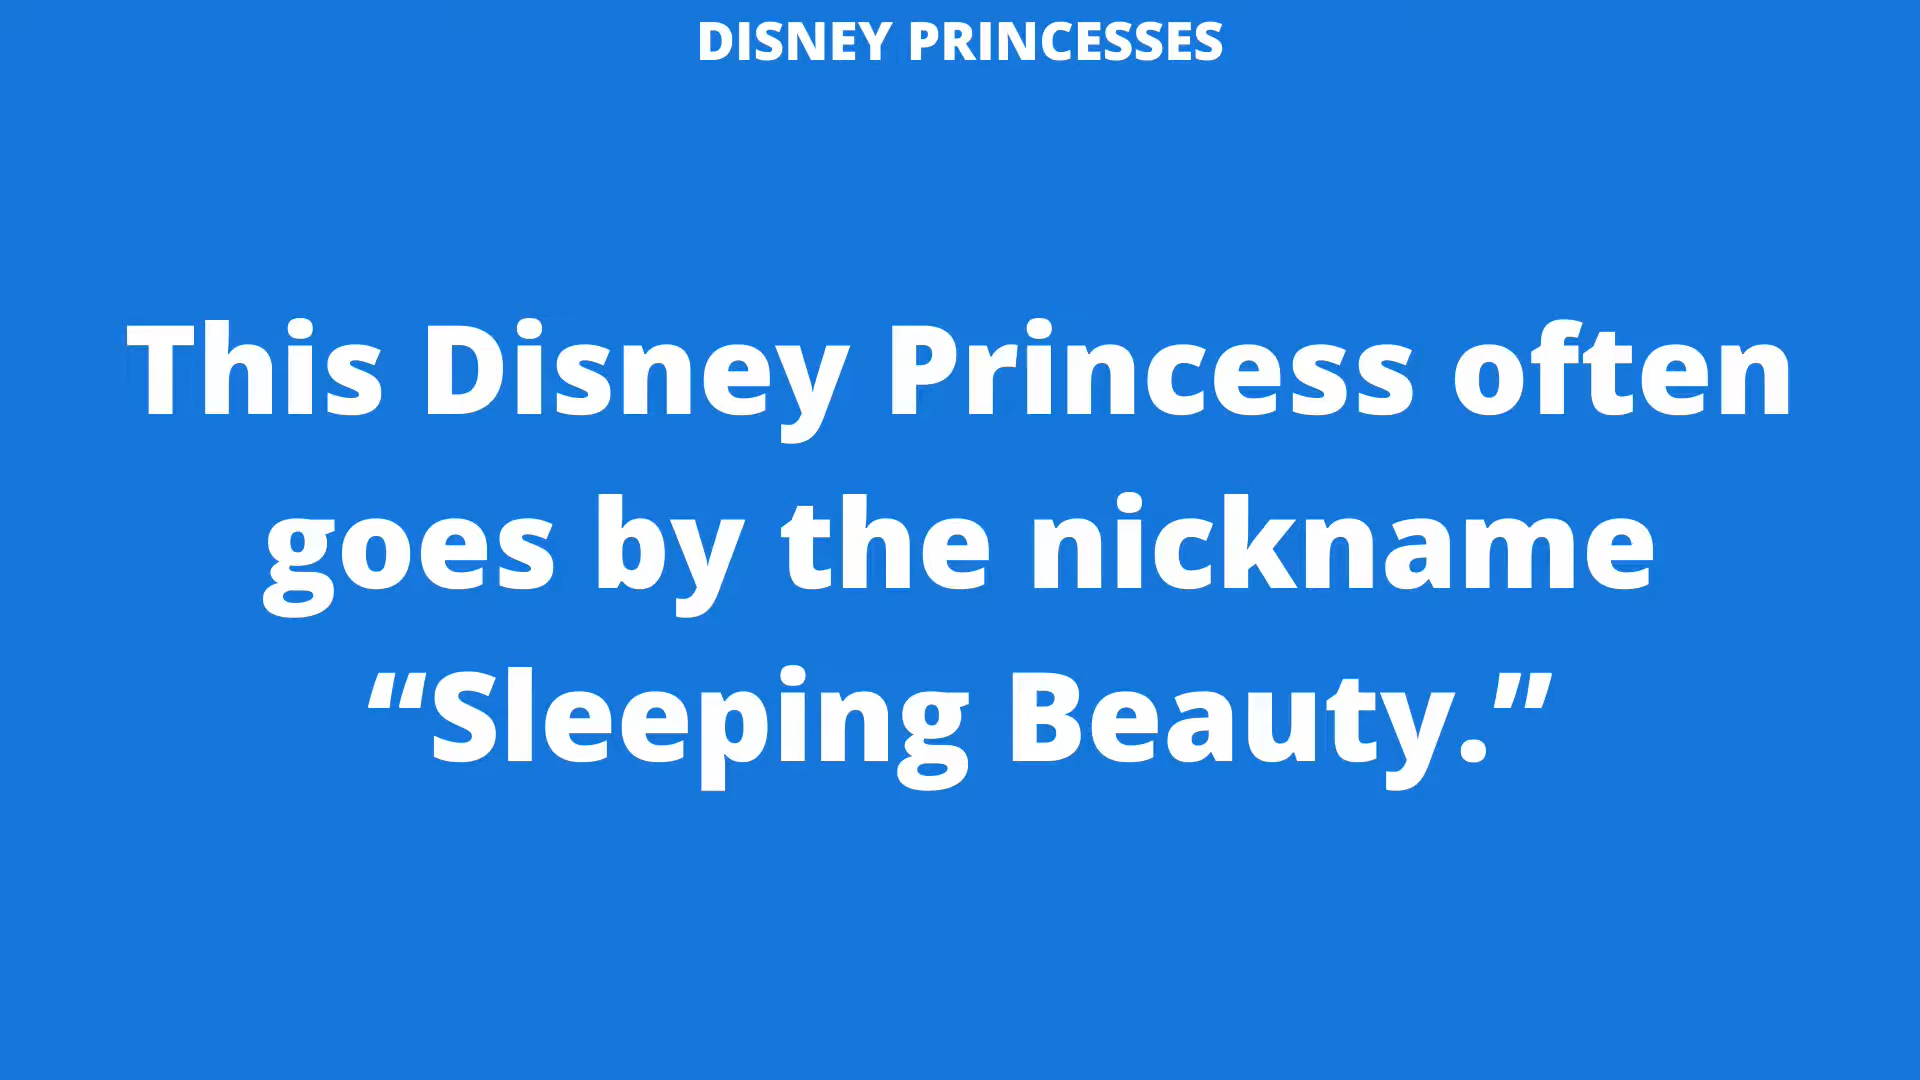 DISNEY PRINCESSES
This Disney Princess often
goes by the nickname
“Sleeping Beauty.”